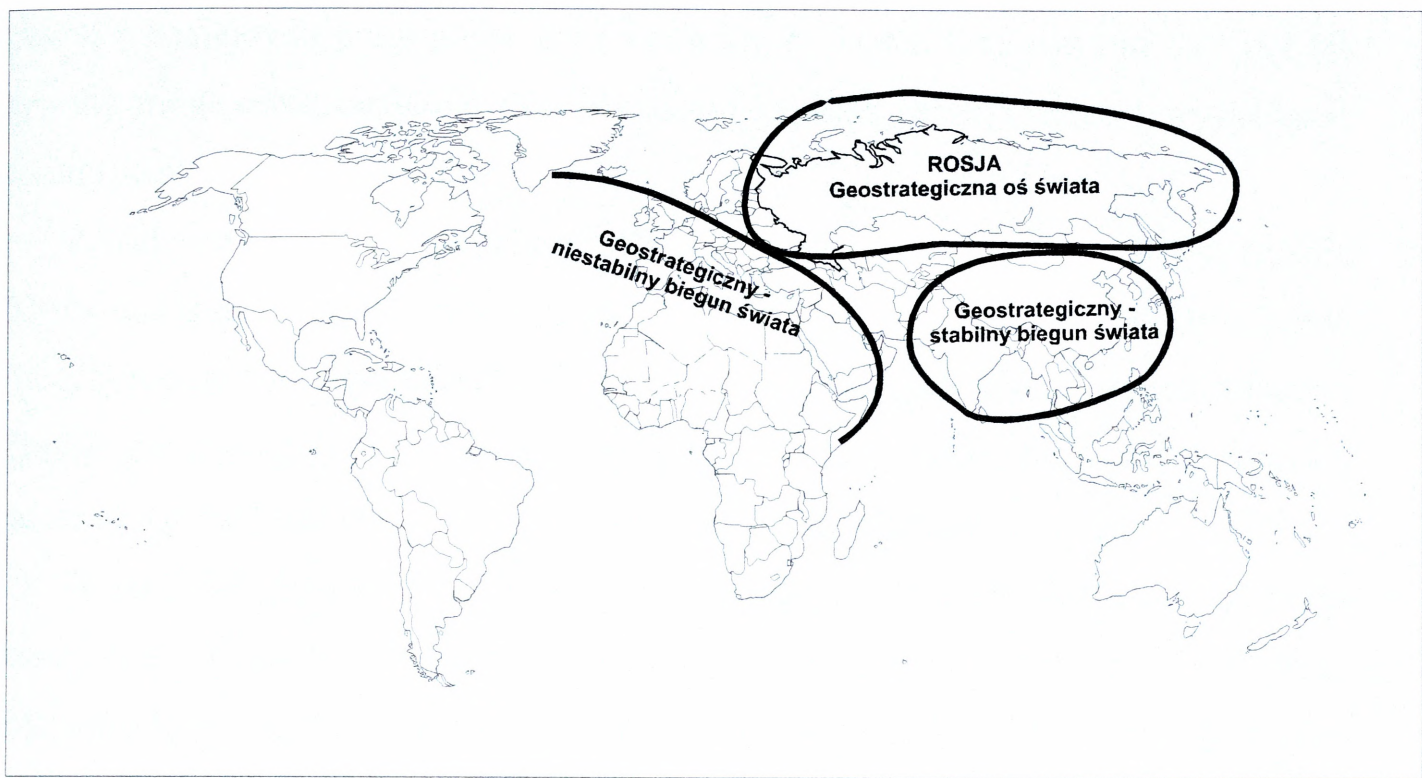 ROSJA
Geostrategiczna oś świata
Geostrategiczny -
niestabilny biegun świata
Geostrategiczny -
stabilny biegun świata